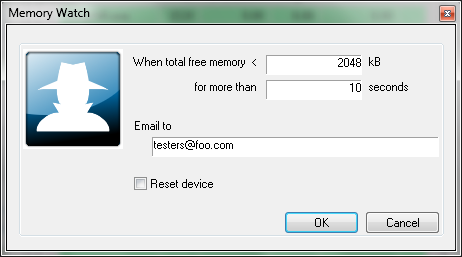 Memory Watch
When total free memory < 2048 kB
for more than 10 seconds
Email to
testers@foo.com
Reset device
OK Cancel